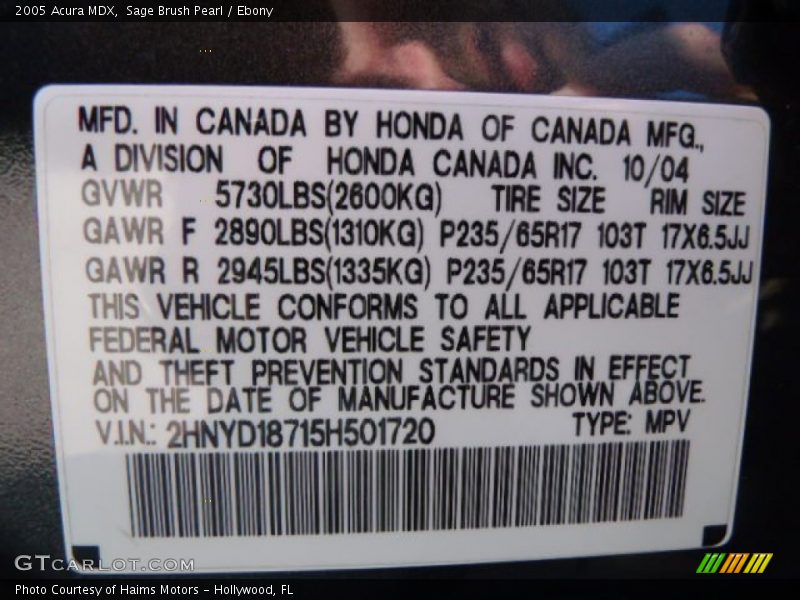 2005 Acura MDX,  Sage Brush Pearl / Ebony
MFD. IN CANADA BY HONDA OF CANADA MFG.,
A DIVISION OF HONDA CANADA INC. 10/04
GVWR 5730LBS(2600KG) TIRE SIZE RIM SIZE
GAWR F 2890LBS(1310KG) P235/65R17 103T 17X6.5JJ
GAWR R 2945LBS(1335KG) P235/65R17 103T 17X6.5JJ
THIS VEHICLE CONFORMS TO ALL APPLICABLE
FEDERAL MOTOR VEHICLE SAFETY
AND THEFT PREVENTION STANDARDS IN EFFECT
ON THE DATE OF MANUFACTURE SHOWN ABOVE.
V.I.N.: 2HNYD18715H501720 TYPE: MPV
GTCARLOT.COM
Photo Courtesy of Haims Motors - Hollywood, FL